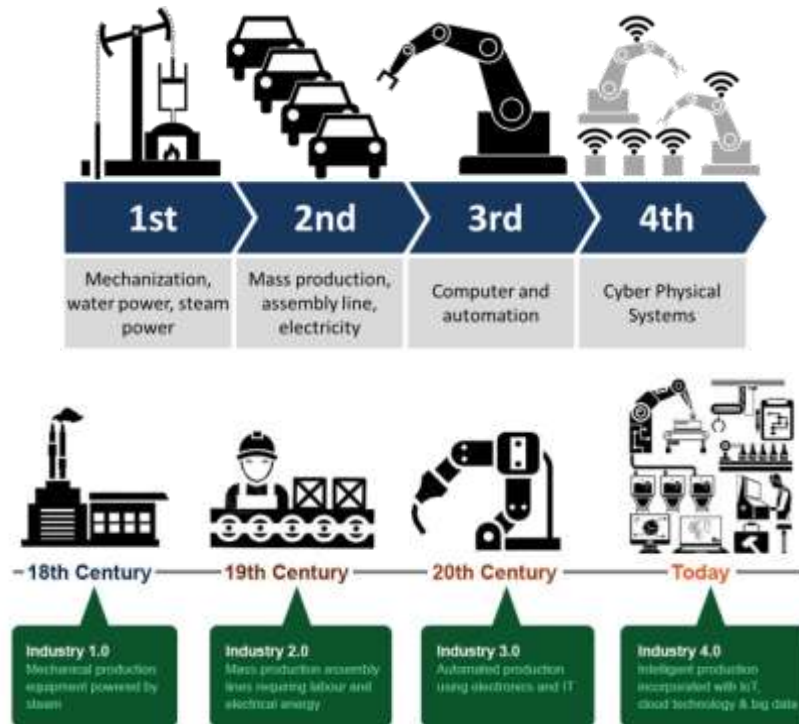 1st
2nd
3rd
4th
Mechanization,
water power, steam
power
Mass production,
assembly line,
electricity
Computer and
automation
Cyber Physical
Systems
18th Century
19th Century
20th Century
Today
Industry 1.0
Mechanical production
equipment powered by
steam
Industry 2.0
Mass production assembly
lines requiring labour and
electrical energy
Industry 3.0
Automated production
using electronics and IT
Industry 4.0
Intelligent production
incorporated with IoT,
cloud technology & big data